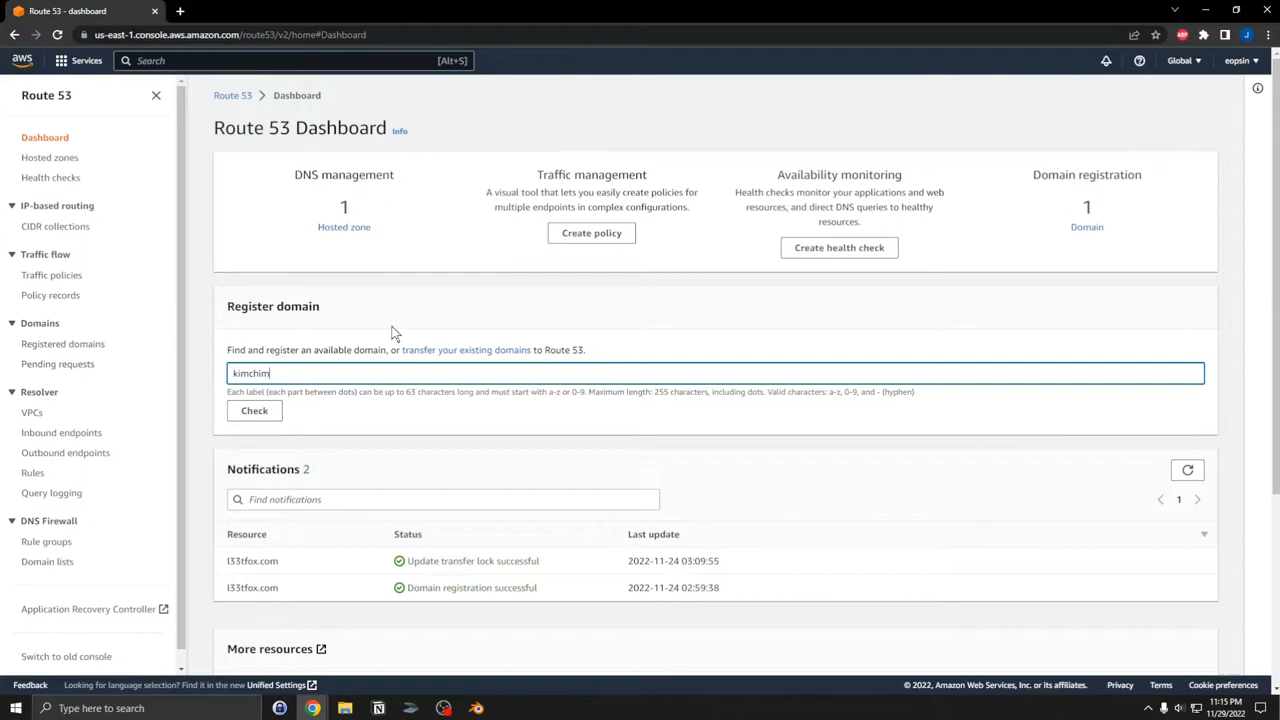 Route 53 - dashboard
us-east-1.console.aws.amazon.com/route53/v2/home#Dashboard
ABP
J
aws
Services
Search
[Alt+S]
Global
eopsin
Route 53
Dashboard
Hosted zones
Health checks
IP-based routing
CIDR collections
Traffic flow
Traffic policies
Policy records
Domains
Registered domains
Pending requests
Resolver
VPCs
Inbound endpoints
Outbound endpoints
Rules
Query logging
DNS Firewall
Rule groups
Domain lists
Application Recovery Controller
Switch to old console
Route 53 > Dashboard
Route 53 Dashboard Info
DNS management
1
Hosted zone
Traffic management
A visual tool that lets you easily create policies for
multiple endpoints in complex configurations.
Create policy
Availability monitoring
Health checks monitor your applications and web
resources, and direct DNS queries to healthy
resources.
Create health check
Domain registration
1
Domain
Register domain
Find and register an available domain, or transfer your existing domains to Route 53.
kimchim
Each label (each part between dots) can be up to 63 characters long and must start with a-z or 0-9. Maximum length: 255 characters, including dots. Valid characters: a-z, 0-9, and - (hyphen)
Check
Notifications 2
Find notifications
1
Resource Status Last update
l33tfox.com Update transfer lock successful 2022-11-24 03:09:55
l33tfox.com Domain registration successful 2022-11-24 02:59:38
More resources
Feedback
Looking for language selection? Find it in the new Unified Settings
© 2022, Amazon Web Services, Inc. or its affiliates.
Privacy
Terms
Cookie preferences
Type here to search
11:15 PM
11/29/2022